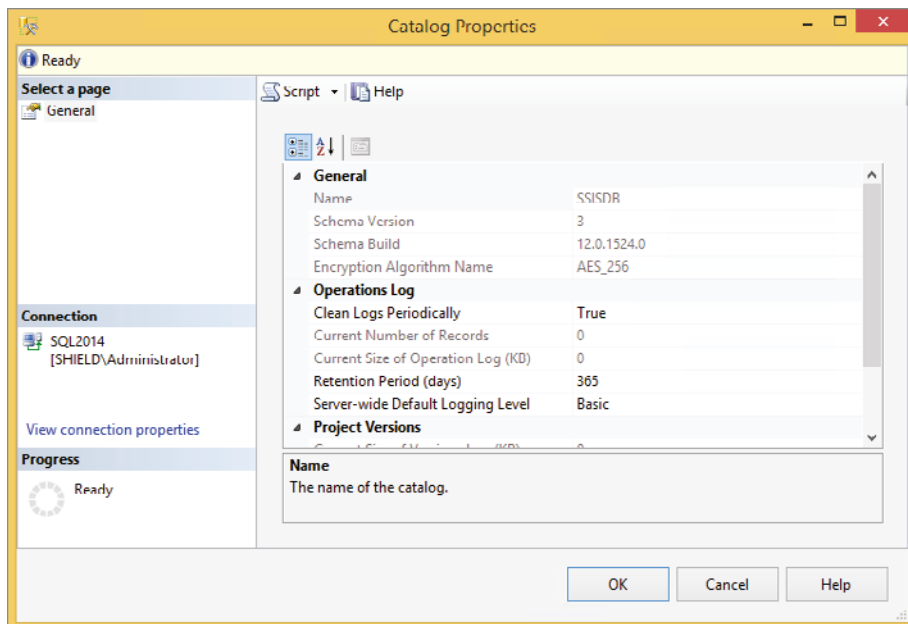 Catalog Properties
Ready
Select a page
General
Script Help
General
Name SSISDB
Schema Version 3
Schema Build 12.0.1524.0
Encryption Algorithm Name AES_256
Operations Log
Clean Logs Periodically True
Current Number of Records 0
Current Size of Operation Log (KB) 0
Retention Period (days) 365
Server-wide Default Logging Level Basic
Project Versions
Name
The name of the catalog.
Connection
SQL2014
[SHIELD\Administrator]
View connection properties
Progress
Ready
OK Cancel Help